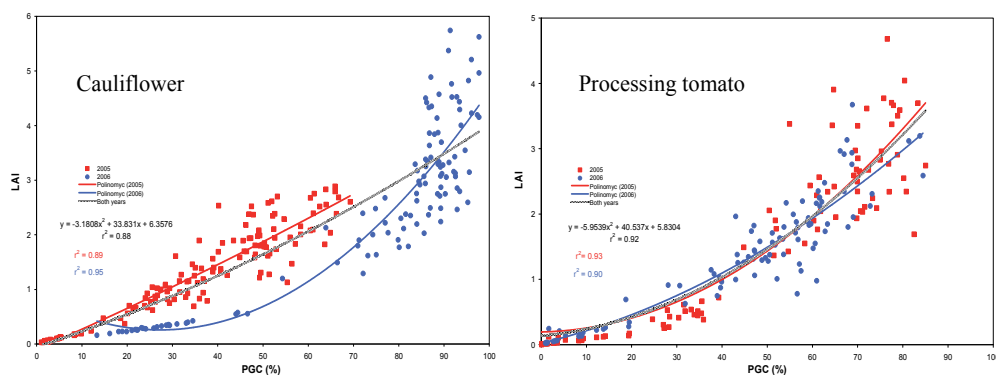 Cauliflower
6
5
4
3
2
1
0
LAI
2005
2006
Polinomyc (2005)
Polinomyc (2006)
Both years
y = -3.1808x² + 33.831x + 6.3576
r² = 0.88
r² = 0.89
r² = 0.95
0 10 20 30 40 50 60 70 80 90 100
PGC (%)
Processing tomato
5
4
3
2
1
0
LAI
2005
2006
Polinomyc (2005)
Polinomyc (2006)
Both years
y = -5.9539x² + 40.537x + 5.8304
r² = 0.92
r² = 0.93
r² = 0.90
0 10 20 30 40 50 60 70 80 90 100
PGC (%)